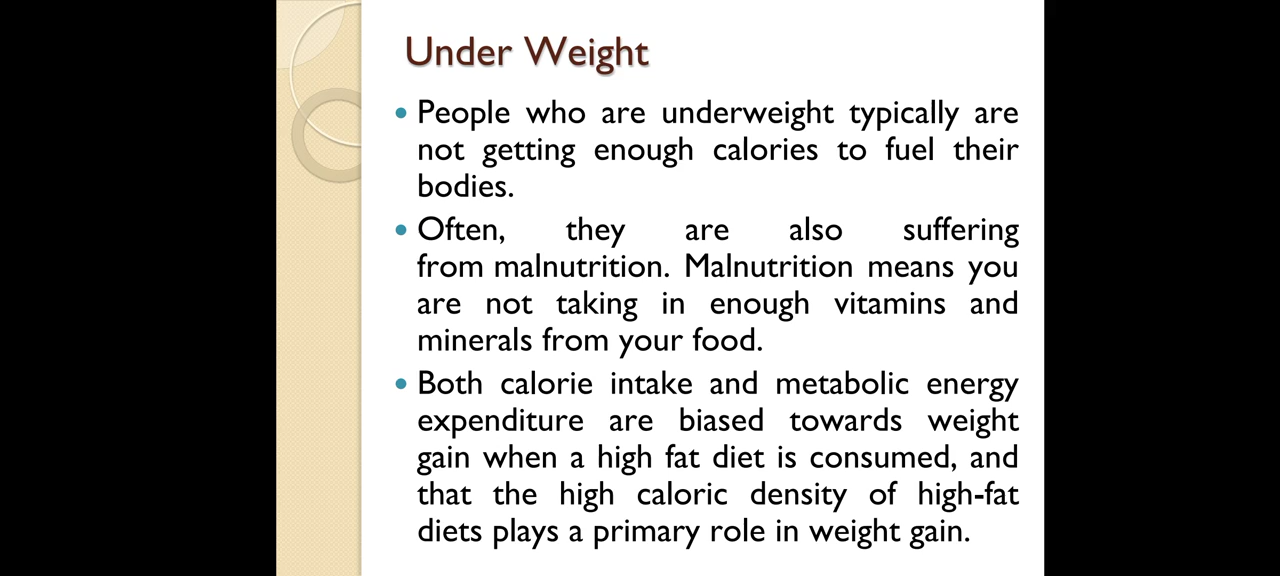 Under Weight
People who are underweight typically are
not getting enough calories to fuel their
bodies.
Often, they are also suffering
from malnutrition. Malnutrition means you
are not taking in enough vitamins and
minerals from your food.
Both calorie intake and metabolic energy
expenditure are biased towards weight
gain when a high fat diet is consumed, and
that the high caloric density of high-fat
diets plays a primary role in weight gain.